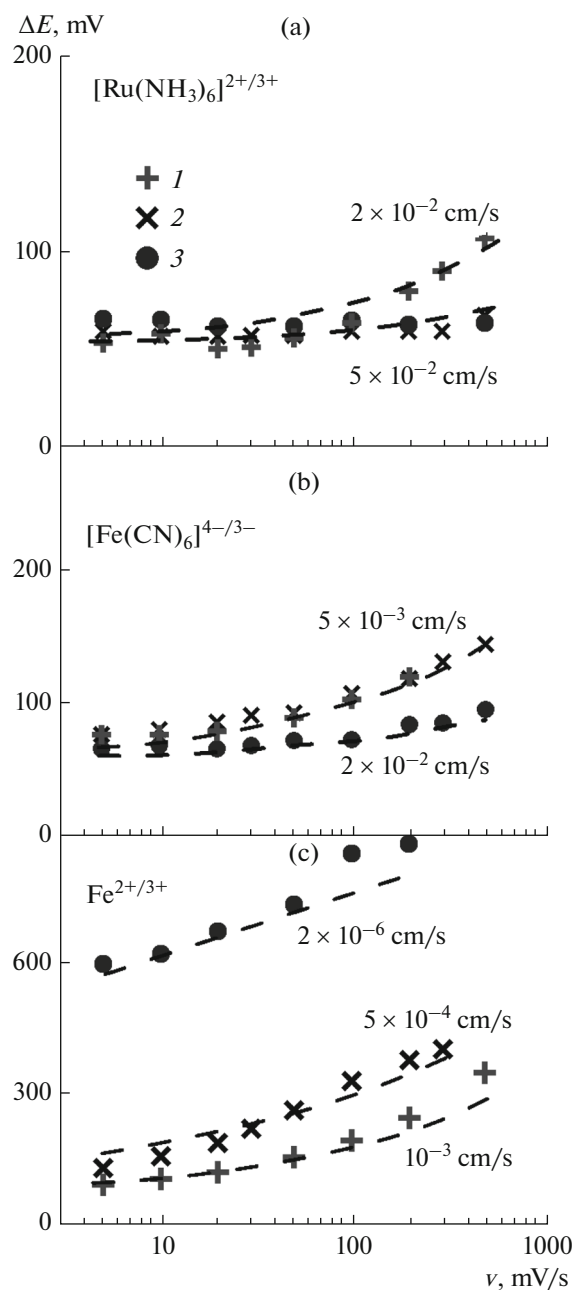 ΔE, mV
(a)
200
[Ru(NH₃)₆]²⁺/³⁺
1
2
3
2 × 10⁻² cm/s
100
5 × 10⁻² cm/s
0
(b)
[Fe(CN)₆]⁴⁻/³⁻
200
5 × 10⁻³ cm/s
100
2 × 10⁻² cm/s
0
(c)
Fe²⁺/³⁺
2 × 10⁻⁶ cm/s
600
5 × 10⁻⁴ cm/s
300
10⁻³ cm/s
0
10 100 1000
v, mV/s